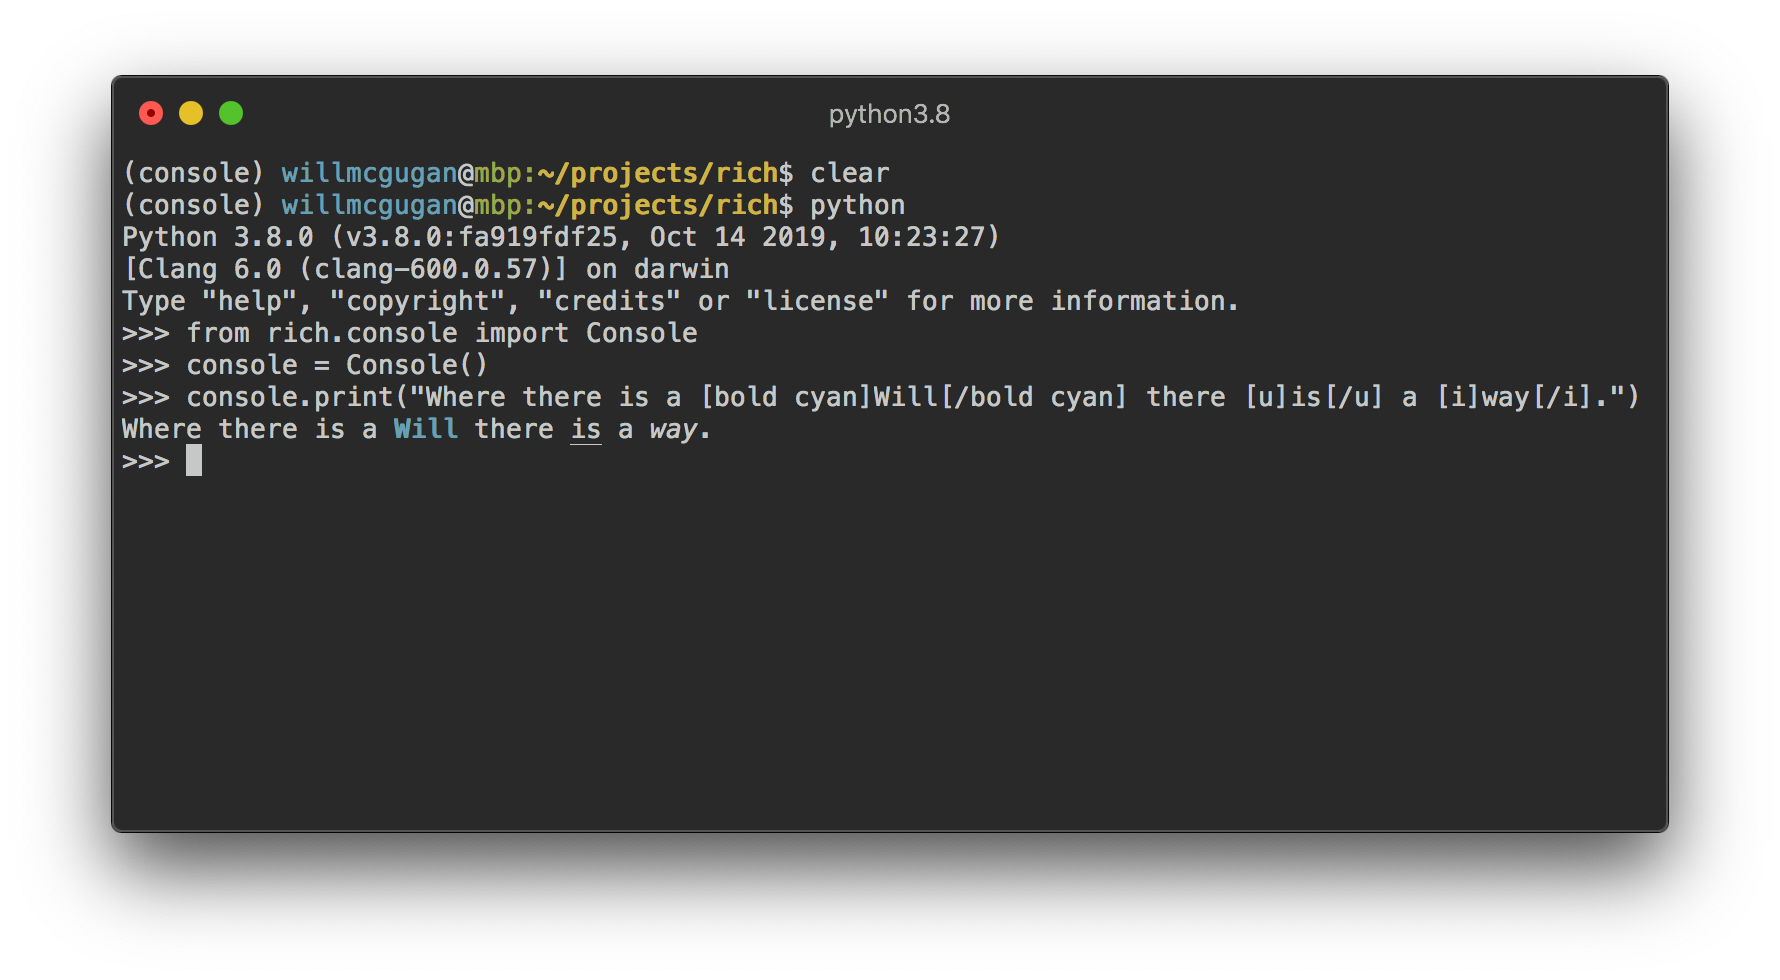 python3.8
(console) willmcgugan@mbp:~/projects/rich$ clear
(console) willmcgugan@mbp:~/projects/rich$ python
Python 3.8.0 (v3.8.0:fa919fdf25, Oct 14 2019, 10:23:27)
[Clang 6.0 (clang-600.0.57)] on darwin
Type "help", "copyright", "credits" or "license" for more information.
>>> from rich.console import Console
>>> console = Console()
>>> console.print("Where there is a [bold cyan]Will[/bold cyan] there [u]is[/u] a [i]way[/i].")
Where there is a Will there is a way.
>>>